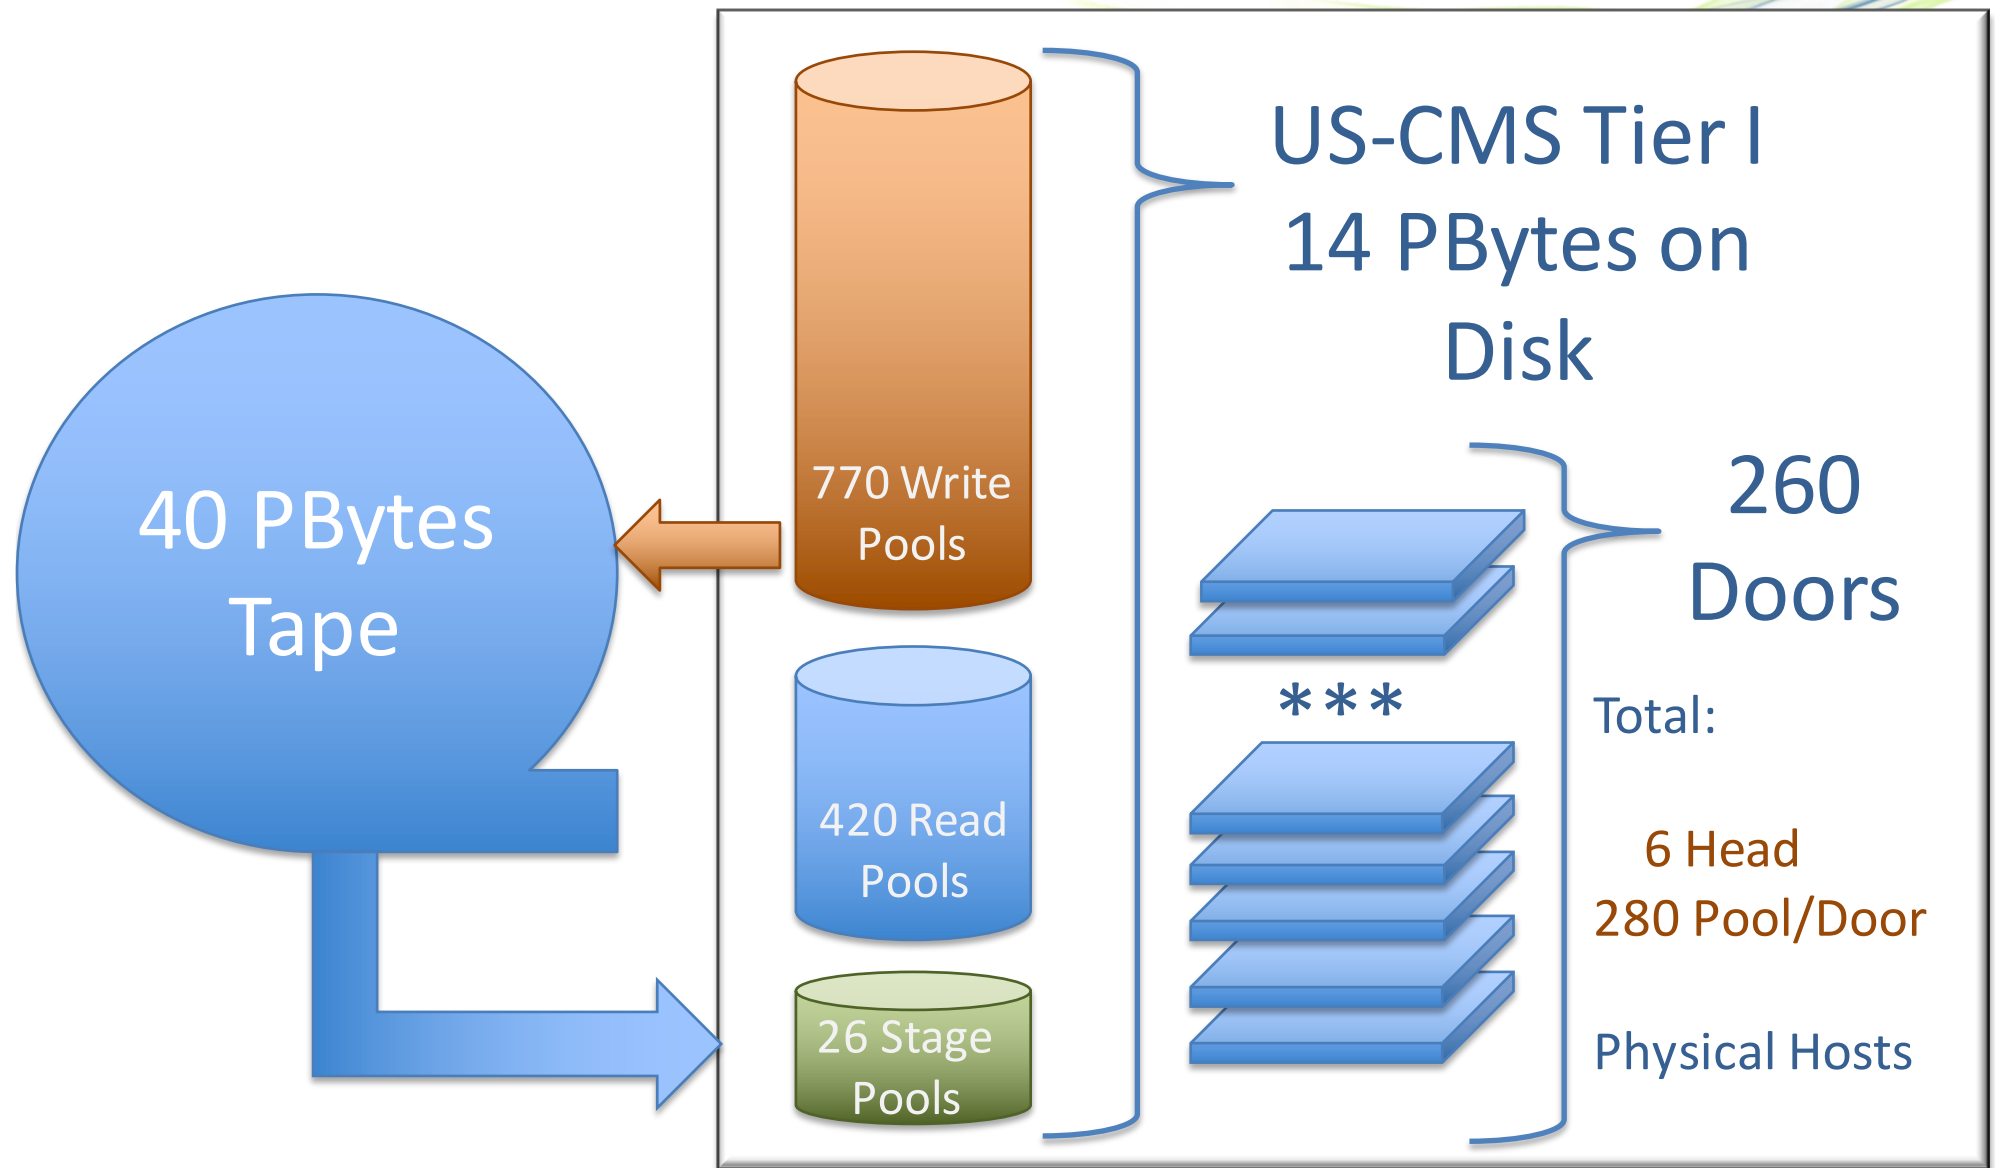 US-CMS Tier I
14 PBytes on
Disk
770 Write
Pools
40 PBytes
Tape
420 Read
Pools
26 Stage
Pools
***
260
Doors
Total:
6 Head
280 Pool/Door
Physical Hosts